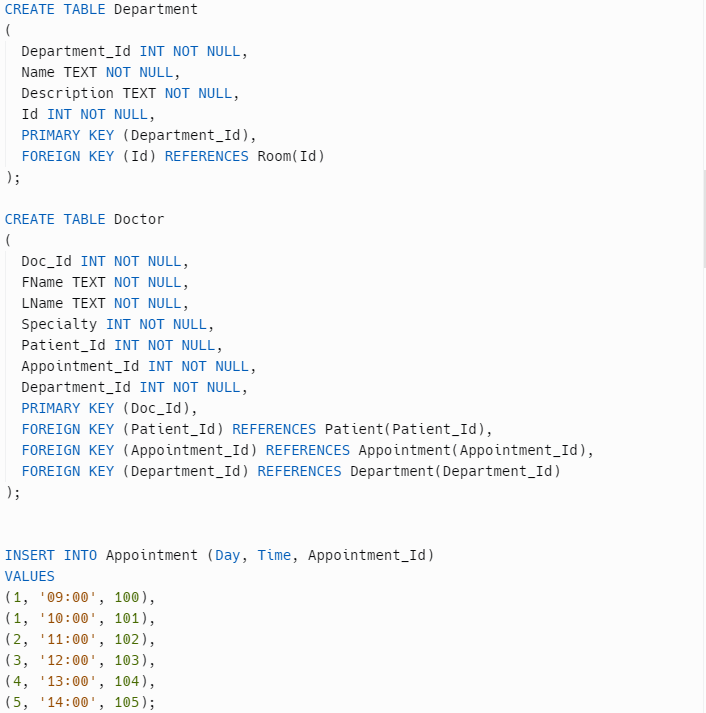 CREATE TABLE Department
(
  Department_Id INT NOT NULL,
  Name TEXT NOT NULL,
  Description TEXT NOT NULL,
  Id INT NOT NULL,
  PRIMARY KEY (Department_Id),
  FOREIGN KEY (Id) REFERENCES Room(Id)
);

CREATE TABLE Doctor
(
  Doc_Id INT NOT NULL,
  FName TEXT NOT NULL,
  LName TEXT NOT NULL,
  Specialty INT NOT NULL,
  Patient_Id INT NOT NULL,
  Appointment_Id INT NOT NULL,
  Department_Id INT NOT NULL,
  PRIMARY KEY (Doc_Id),
  FOREIGN KEY (Patient_Id) REFERENCES Patient(Patient_Id),
  FOREIGN KEY (Appointment_Id) REFERENCES Appointment(Appointment_Id),
  FOREIGN KEY (Department_Id) REFERENCES Department(Department_Id)
);

INSERT INTO Appointment (Day, Time, Appointment_Id)
VALUES
(1, '09:00', 100),
(1, '10:00', 101),
(2, '11:00', 102),
(3, '12:00', 103),
(4, '13:00', 104),
(5, '14:00', 105);